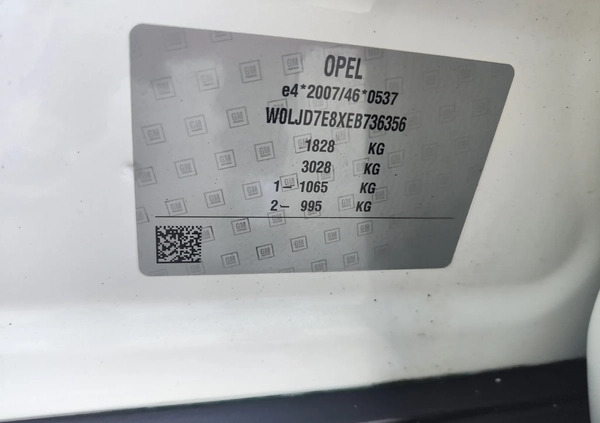 OPEL
e4*2007/46*0537
W0LJD7E8XEB736356
1828 KG
3028 KG
1 – 1065 KG
2 – 995 KG